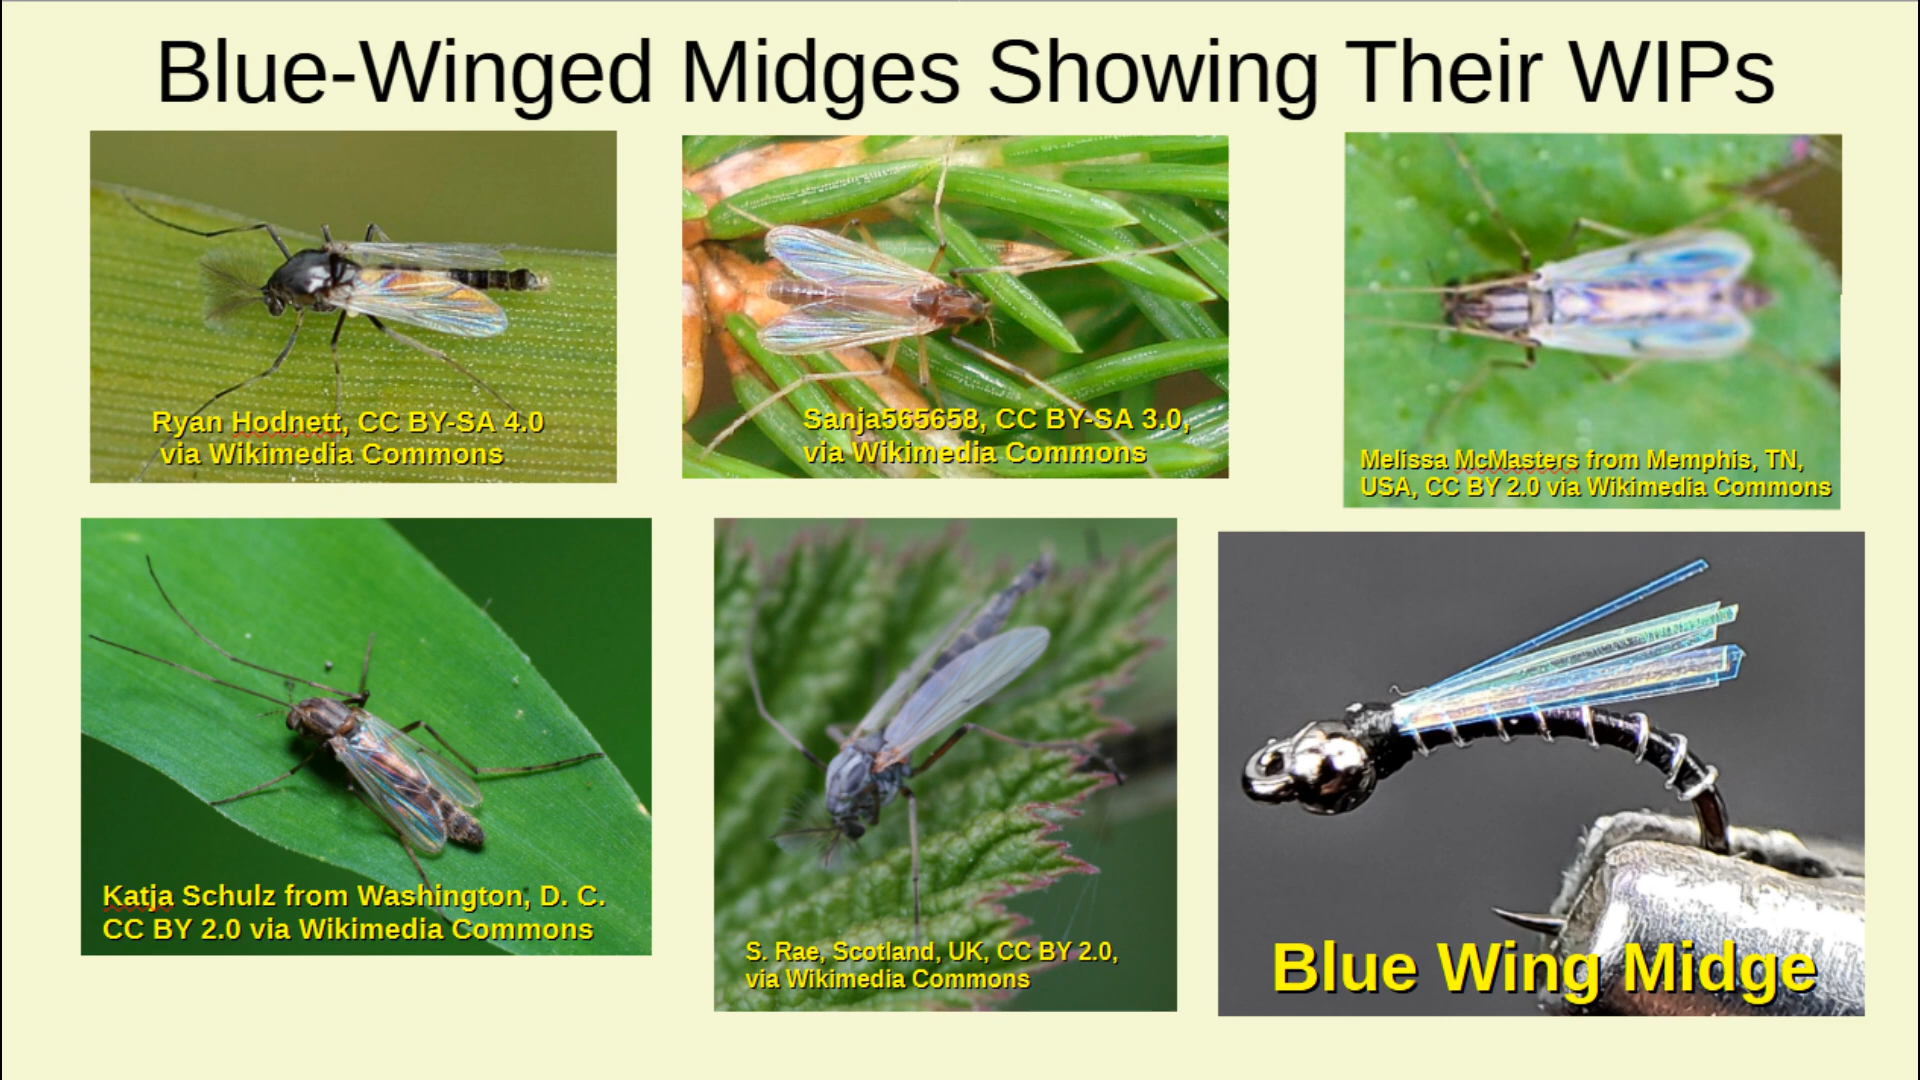 Blue-Winged Midges Showing Their WIPs
Ryan Hodnett, CC BY-SA 4.0
via Wikimedia Commons
Sanja565658, CC BY-SA 3.0,
via Wikimedia Commons
Melissa McMasters from Memphis, TN,
USA, CC BY 2.0 via Wikimedia Commons
Katja Schulz from Washington, D. C.
CC BY 2.0 via Wikimedia Commons
S. Rae, Scotland, UK, CC BY 2.0,
via Wikimedia Commons
Blue Wing Midge